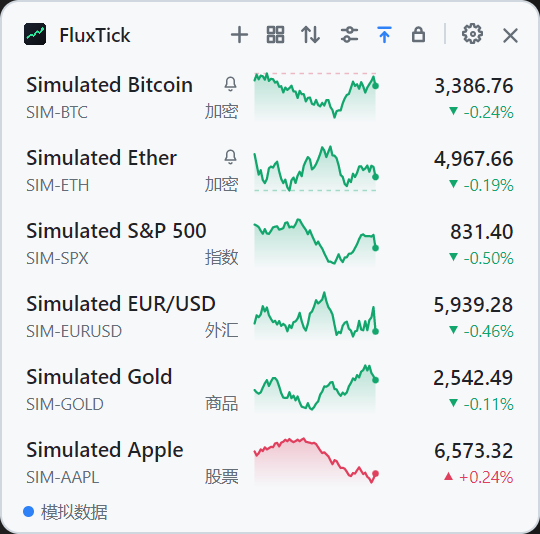 FluxTick
Simulated Bitcoin 3,386.76
SIM-BTC 加密 ▼ -0.24%
Simulated Ether 4,967.66
SIM-ETH 加密 ▼ -0.19%
Simulated S&P 500 831.40
SIM-SPX 指数 ▼ -0.50%
Simulated EUR/USD 5,939.28
SIM-EURUSD 外汇 ▼ -0.46%
Simulated Gold 2,542.49
SIM-GOLD 商品 ▼ -0.11%
Simulated Apple 6,573.32
SIM-AAPL 股票 ▲ +0.24%
模拟数据